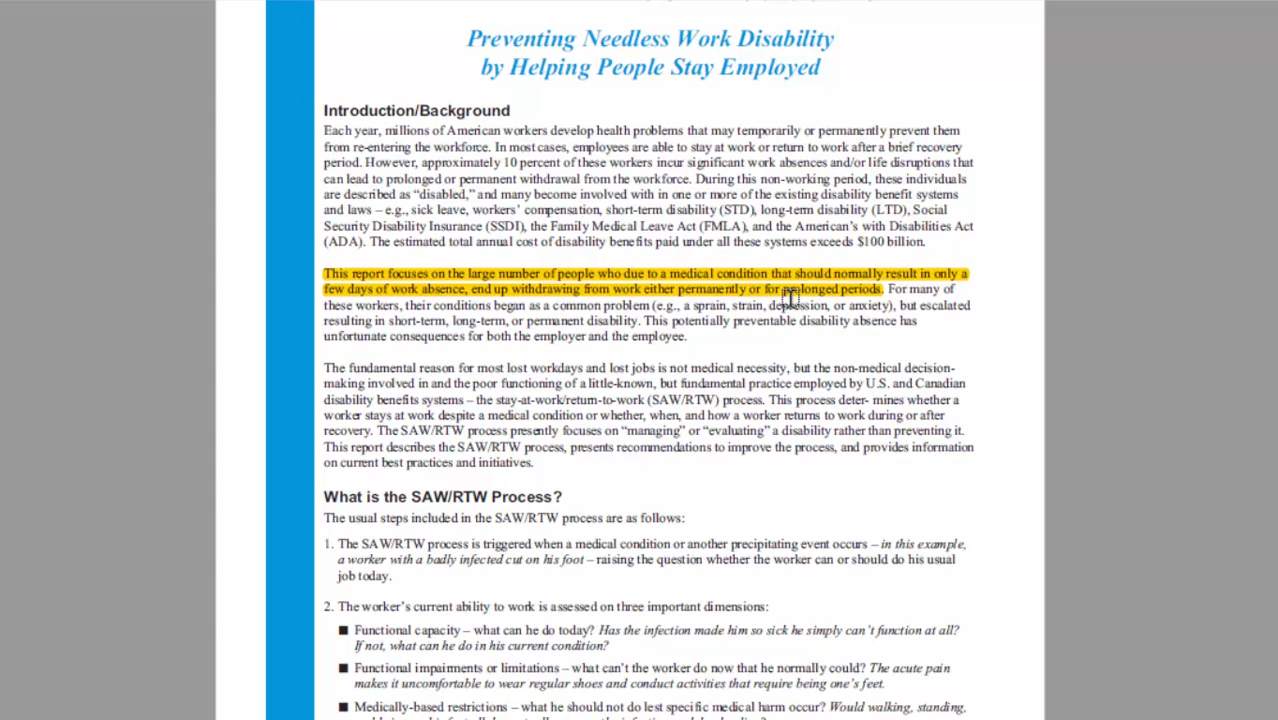 Preventing Needless Work Disability
by Helping People Stay Employed
Introduction/Background
Each year, millions of American workers develop health problems that may temporarily or permanently prevent them
from re-entering the workforce. In most cases, employees are able to stay at work or return to work after a brief recovery
period. However, approximately 10 percent of these workers incur significant work absences and/or life disruptions that
can lead to prolonged or permanent withdrawal from the workforce. During this non-working period, these individuals
are described as “disabled,” and many become involved with in one or more of the existing disability benefit systems
and laws – e.g., sick leave, workers’ compensation, short-term disability (STD), long-term disability (LTD), Social
Security Disability Insurance (SSDI), the Family Medical Leave Act (FMLA), and the American’s with Disabilities Act
(ADA). The estimated total annual cost of disability benefits paid under all these systems exceeds $100 billion.
This report focuses on the large number of people who due to a medical condition that should normally result in only a
few days of work absence, end up withdrawing from work either permanently or for prolonged periods. For many of
these workers, their conditions began as a common problem (e.g., a sprain, strain, depression, or anxiety), but escalated
resulting in short-term, long-term, or permanent disability. This potentially preventable disability absence has
unfortunate consequences for both the employer and the employee.
The fundamental reason for most lost workdays and lost jobs is not medical necessity, but the non-medical decision-
making involved in and the poor functioning of a little-known, but fundamental practice employed by U.S. and Canadian
disability benefits systems – the stay-at-work/return-to-work (SAW/RTW) process. This process deter- mines whether a
worker stays at work despite a medical condition or whether, when, and how a worker returns to work during or after
recovery. The SAW/RTW process presently focuses on “managing” or “evaluating” a disability rather than preventing it.
This report describes the SAW/RTW process, presents recommendations to improve the process, and provides information
on current best practices and initiatives.
What is the SAW/RTW Process?
The usual steps included in the SAW/RTW process are as follows:
1. The SAW/RTW process is triggered when a medical condition or another precipitating event occurs – in this example,
a worker with a badly infected cut on his foot – raising the question whether the worker can or should do his usual
job today.
2. The worker’s current ability to work is assessed on three important dimensions:
■ Functional capacity – what can he do today? Has the infection made him so sick he simply can’t function at all?
If not, what can he do in his current condition?
■ Functional impairments or limitations – what can’t the worker do now that he normally could? The acute pain
makes it uncomfortable to wear regular shoes and conduct activities that require being one’s feet.
■ Medically-based restrictions – what he should not do lest specific medical harm occur? Would walking, standing,